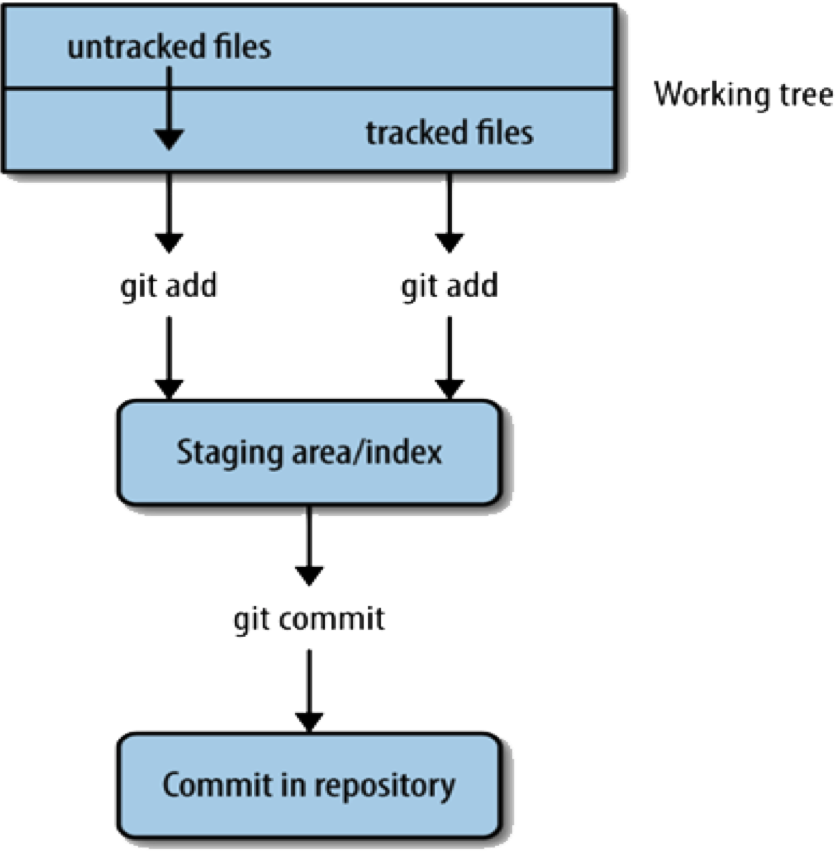 untracked files
Working tree
tracked files
git add
git add
Staging area/index
git commit
Commit in repository